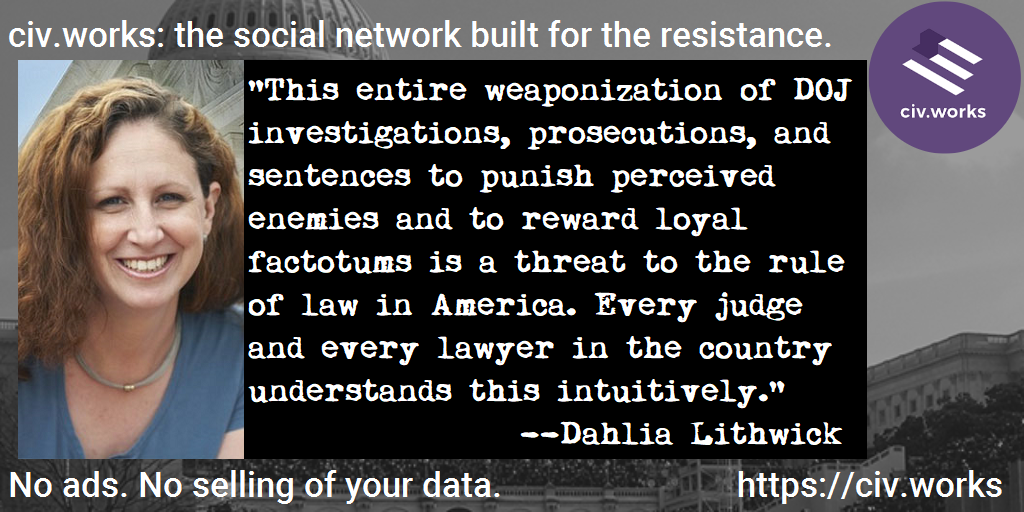 civ.works: the social network built for the resistance.
civ.works
"This entire weaponization of DOJ
investigations, prosecutions, and
sentences to punish perceived
enemies and to reward loyal
factotums is a threat to the rule
of law in America. Every judge
and every lawyer in the country
understands this intuitively."
--Dahlia Lithwick
No ads. No selling of your data.
https://civ.works